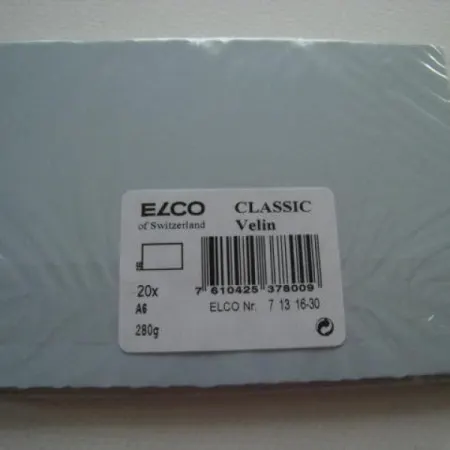 ELCO CLASSIC
of Switzerland Velin
20x 7 610425 378009
A6 ELCO Nr. 7 13 16-30
280g